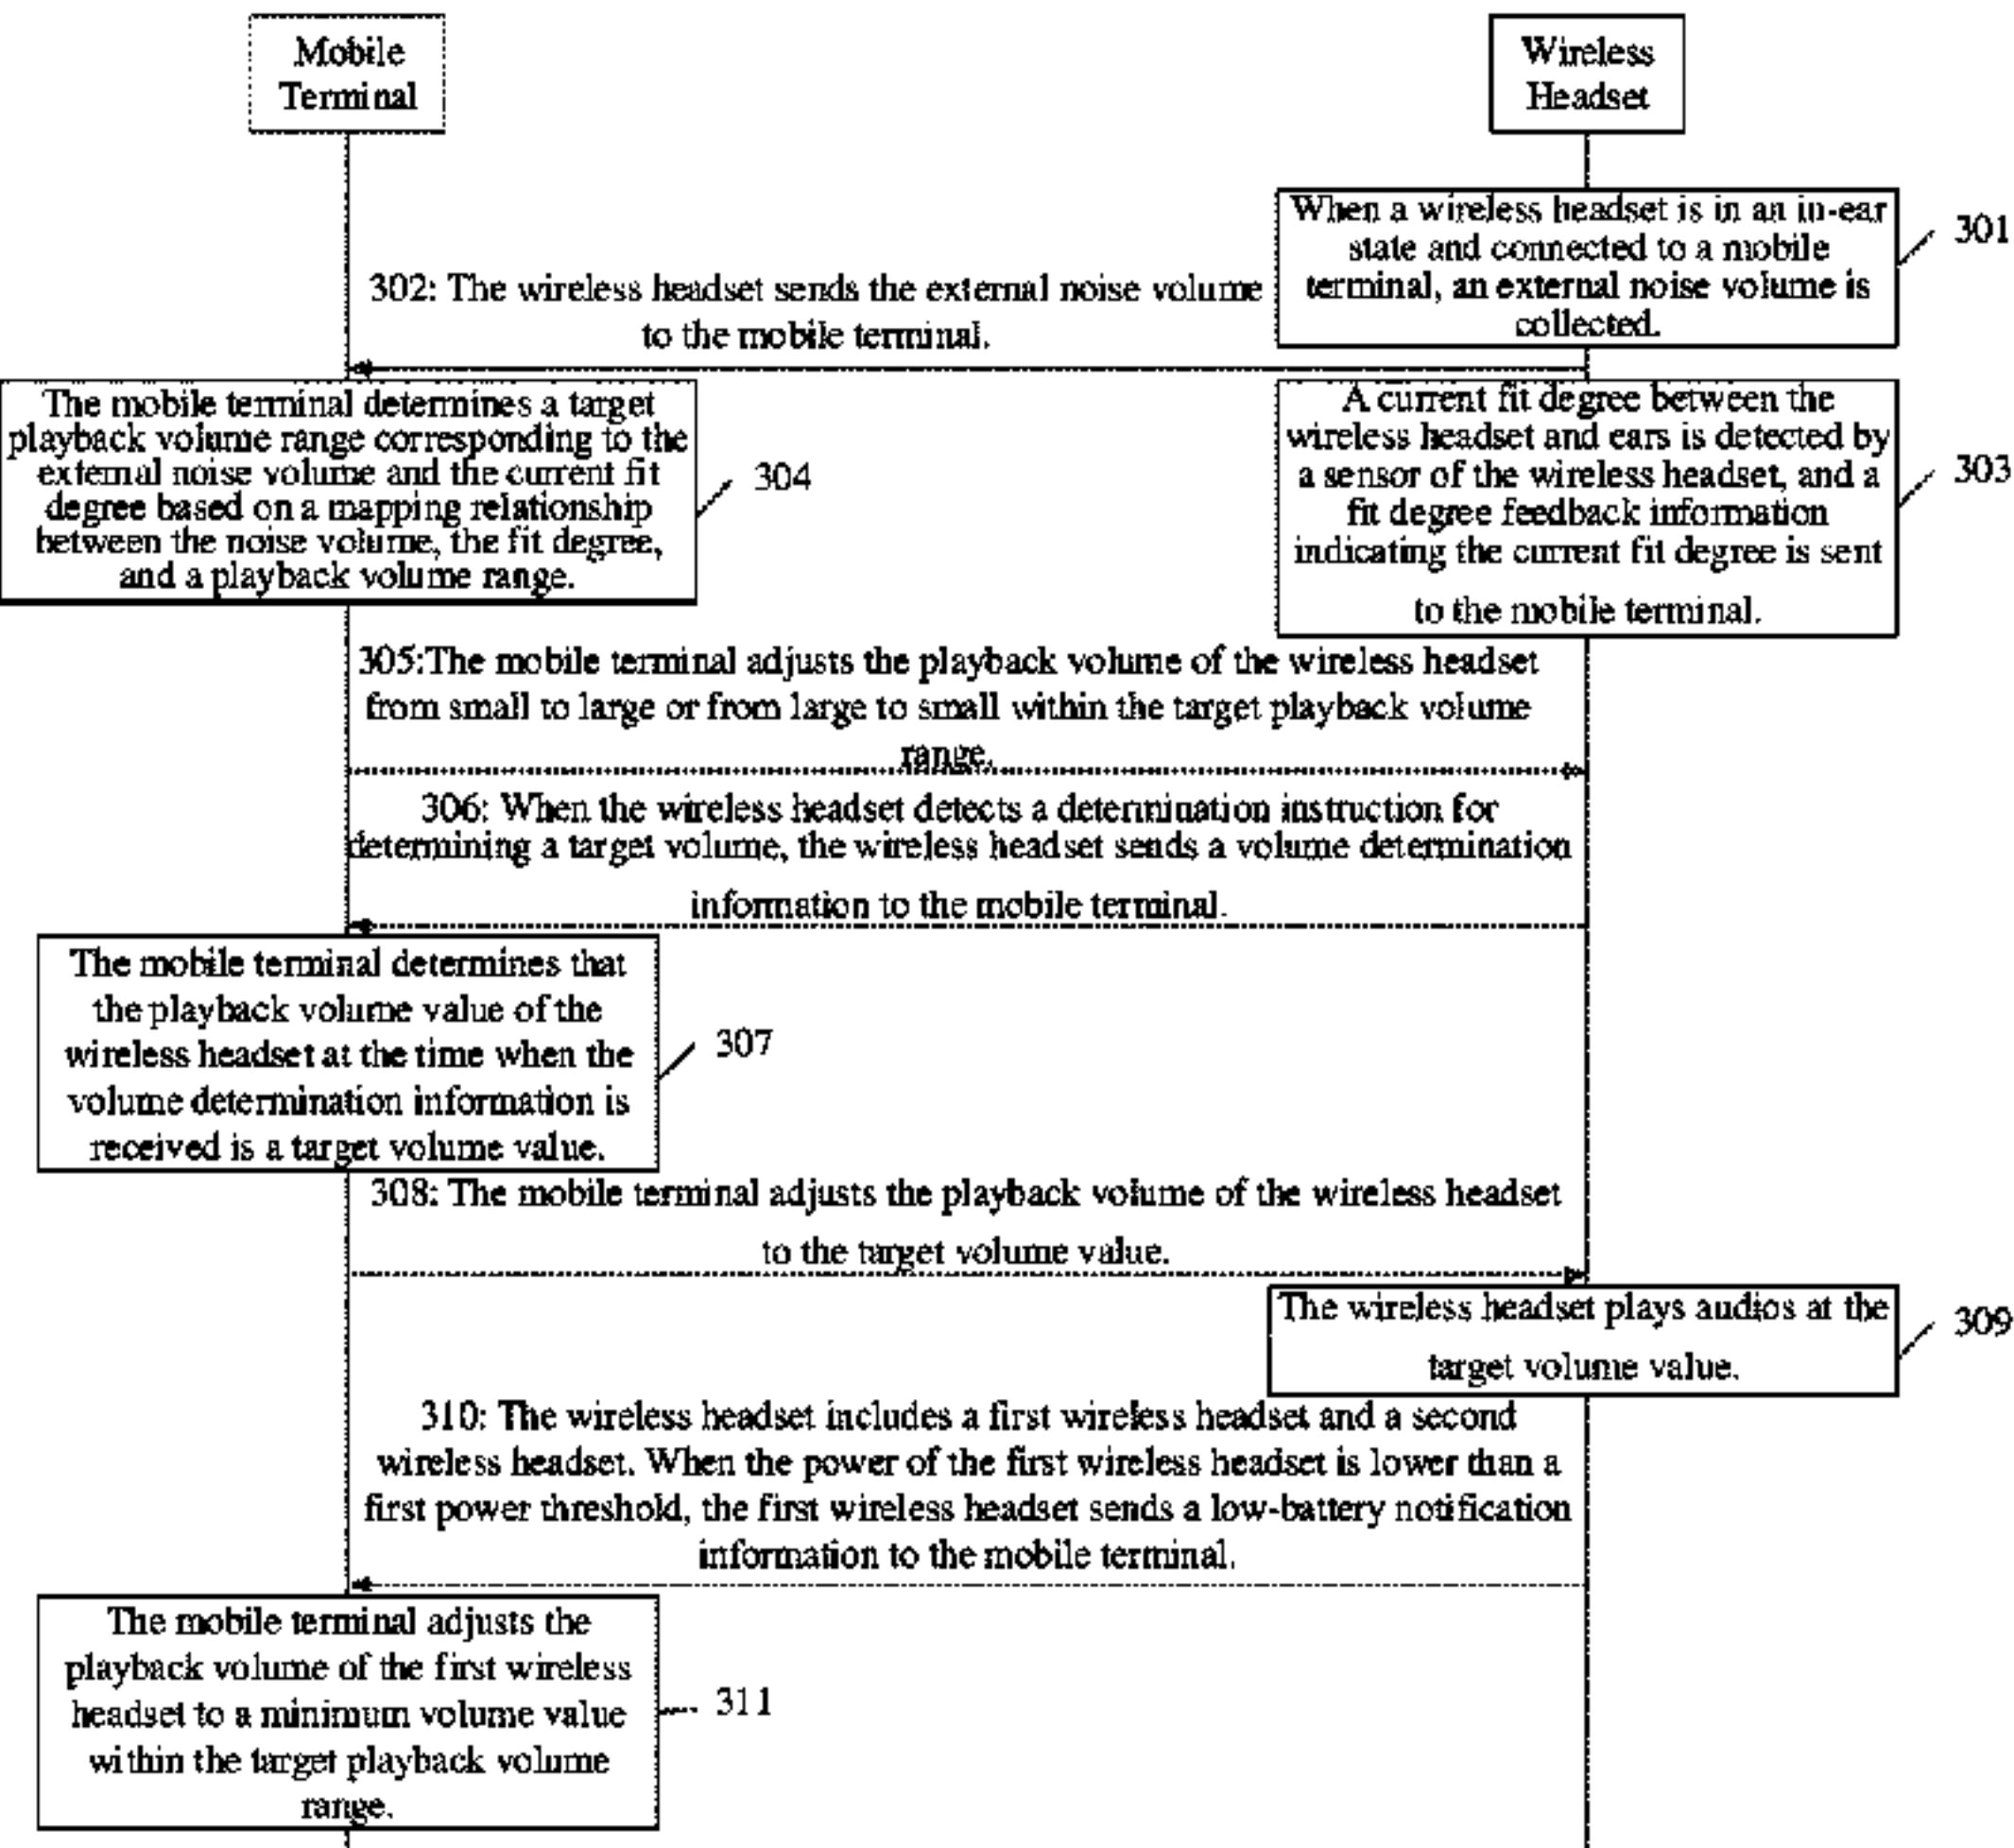 Mobile
Terminal
Wireless
Headset
When a wireless headset is in an in-ear
state and connected to a mobile
terminal, an external noise volume is
collected.
301
302: The wireless headset sends the external noise volume
to the mobile terminal.
The mobile terminal determines a target
playback volume range corresponding to the
external noise volume and the current fit
degree based on a mapping relationship
between the noise volume, the fit degree,
and a playback volume range.
304
A current fit degree between the
wireless headset and ears is detected by
a sensor of the wireless headset, and a
fit degree feedback information
indicating the current fit degree is sent
to the mobile terminal.
303
305:The mobile terminal adjusts the playback volume of the wireless headset
from small to large or from large to small within the target playback volume
range.
306: When the wireless headset detects a determination instruction for
determining a target volume, the wireless headset sends a volume determination
information to the mobile terminal.
The mobile terminal determines that
the playback volume value of the
wireless headset at the time when the
volume determination information is
received is a target volume value.
307
308: The mobile terminal adjusts the playback volume of the wireless headset
to the target volume value.
The wireless headset plays audios at the
target volume value.
309
310: The wireless headset includes a first wireless headset and a second
wireless headset. When the power of the first wireless headset is lower than a
first power threshold, the first wireless headset sends a low-battery notification
information to the mobile terminal.
The mobile terminal adjusts the
playback volume of the first wireless
headset to a minimum volume value
within the target playback volume
range.
311